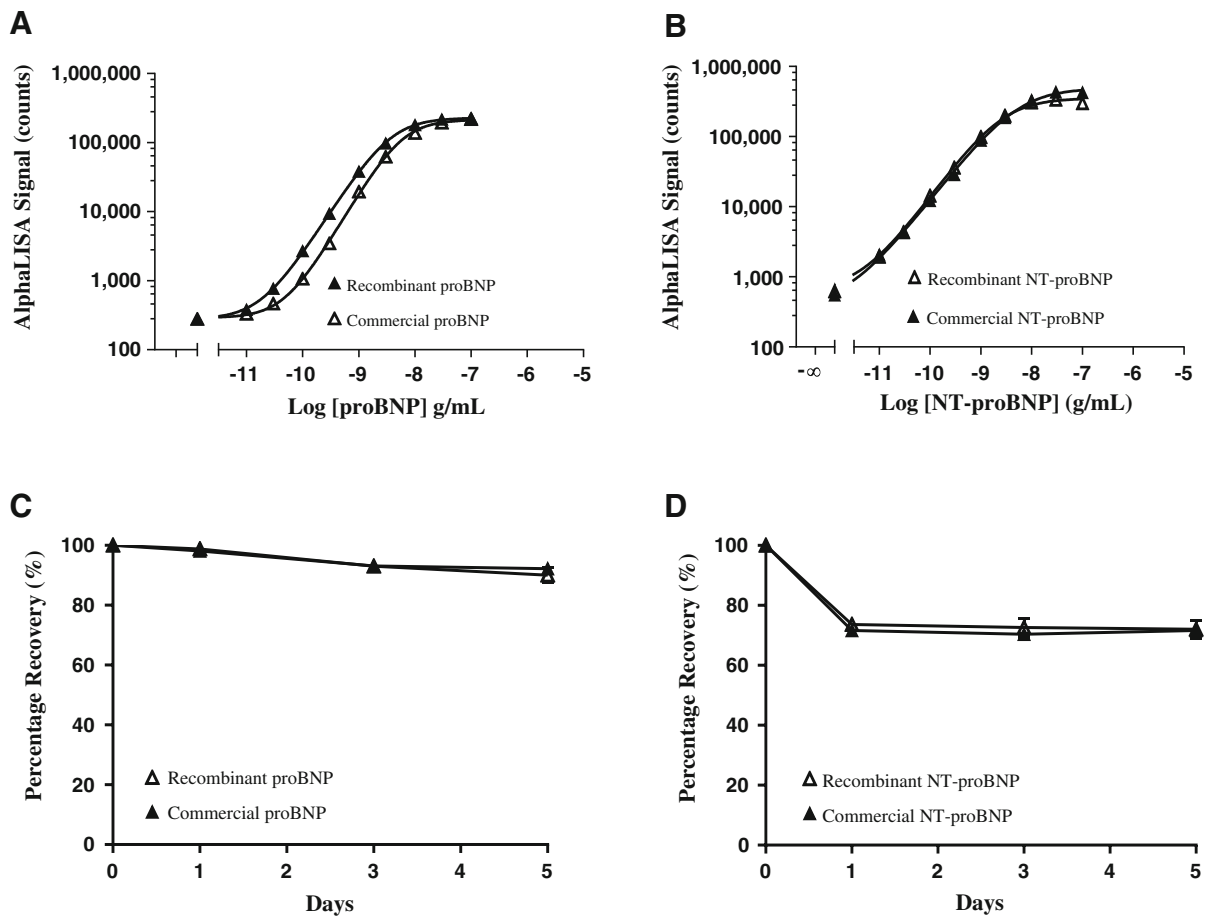 A
AlphaLISA Signal (counts)
1,000,000
100,000
10,000
1,000
100
Recombinant proBNP
Commercial proBNP
-11 -10 -9 -8 -7 -6 -5
Log [proBNP] g/mL
B
AlphaLISA Signal (counts)
1,000,000
100,000
10,000
1,000
100
Recombinant NT-proBNP
Commercial NT-proBNP
-∞ -11 -10 -9 -8 -7 -6 -5
Log [NT-proBNP] (g/mL)
C
Percentage Recovery (%)
100
80
60
40
20
0
Recombinant proBNP
Commercial proBNP
0 1 2 3 4 5
Days
D
Percentage Recovery (%)
100
80
60
40
20
0
Recombinant NT-proBNP
Commercial NT-proBNP
0 1 2 3 4 5
Days